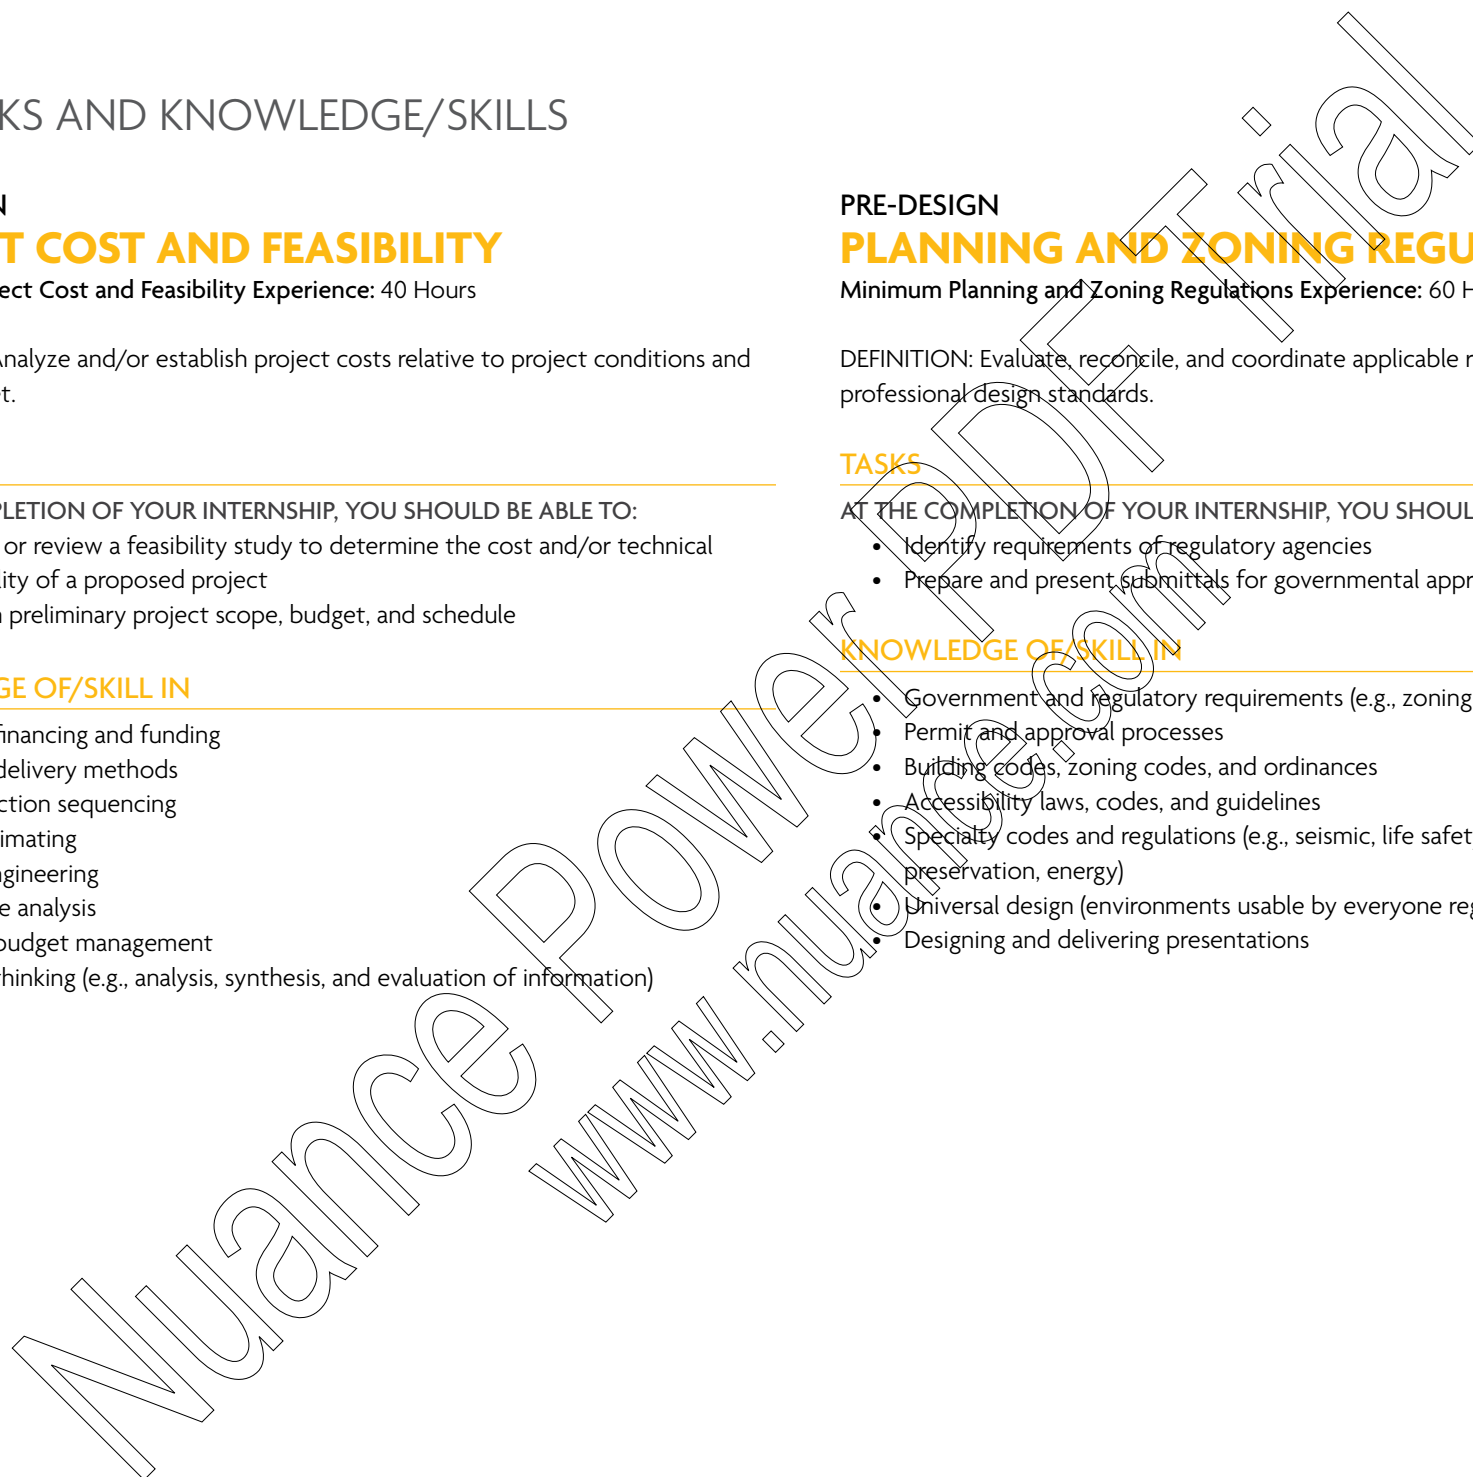 KS AND KNOWLEDGE/SKILLS
N
T COST AND FEASIBILITY
ect Cost and Feasibility Experience: 40 Hours
Analyze and/or establish project costs relative to project conditions and
t.
PLETION OF YOUR INTERNSHIP, YOU SHOULD BE ABLE TO:
or review a feasibility study to determine the cost and/or technical
lity of a proposed project
preliminary project scope, budget, and schedule
GE OF/SKILL IN
financing and funding
delivery methods
ction sequencing
imating
ngineering
e analysis
budget management
thinking (e.g., analysis, synthesis, and evaluation of information)
PRE-DESIGN
PLANNING AND ZONING REGU
Minimum Planning and Zoning Regulations Experience: 60 H
DEFINITION: Evaluate, reconcile, and coordinate applicable r
professional design standards.
TASKS
AT THE COMPLETION OF YOUR INTERNSHIP, YOU SHOUL
• Identify requirements of regulatory agencies
• Prepare and present submittals for governmental appr
KNOWLEDGE OF/SKILL IN
• Government and regulatory requirements (e.g., zoning
• Permit and approval processes
• Building codes, zoning codes, and ordinances
• Accessibility laws, codes, and guidelines
• Specialty codes and regulations (e.g., seismic, life safet
preservation, energy)
• Universal design (environments usable by everyone reg
• Designing and delivering presentations
Nuance Power PDF Trial
www.nuance.com